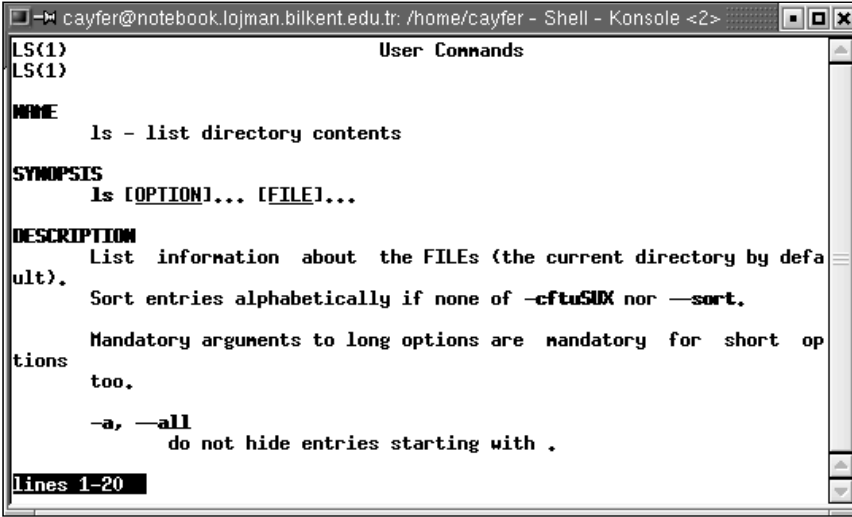 cayfer@notebook.lojman.bilkent.edu.tr: /home/cayfer - Shell - Konsole <2>
LS(1) User Commands
LS(1)
NAME
ls - list directory contents
SYNOPSIS
ls [OPTION]... [FILE]...
DESCRIPTION
List information about the FILEs (the current directory by defa
ult).
Sort entries alphabetically if none of -cftuSUX nor --sort.
Mandatory arguments to long options are mandatory for short op
tions
too.
-a, --all
do not hide entries starting with .
lines 1-20